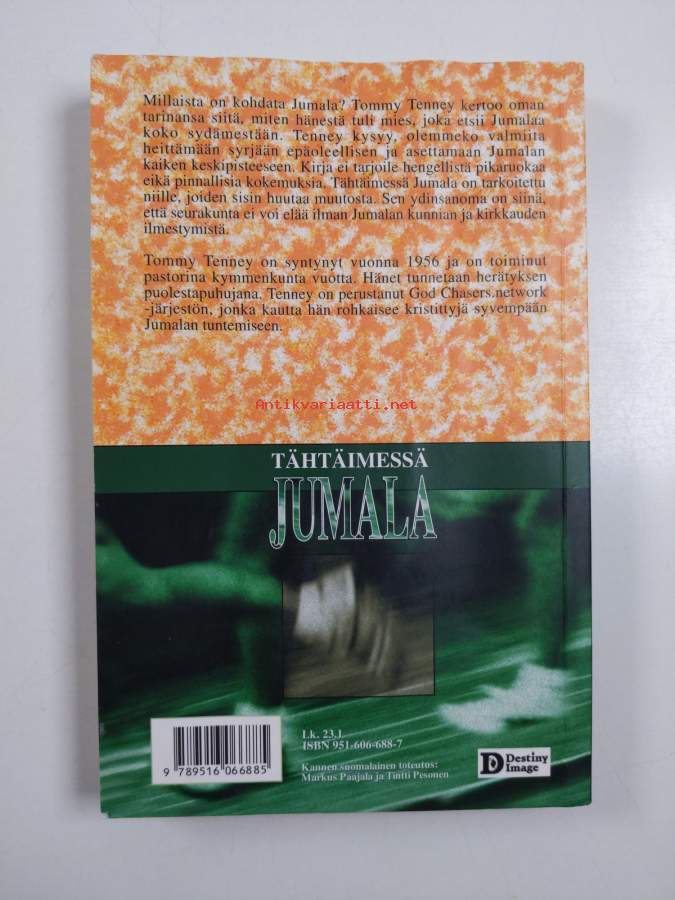 Millaista on kohdata Jumala? Tommy Tenney kertoo oman
tarinansa siitä, miten hänestä tuli mies, joka etsii Jumalaa
koko sydämestään. Tenney kysyy, olemmeko valmiita
heittämään syrjään epäoleellisen ja asettamaan Jumalan
kaiken keskipisteeseen. Kirja ei tarjoile hengellistä pikaruokaa
eikä pinnallisia kokemuksia. Tähtäimessä Jumala on tarkoitettu
niille, joiden sisin huutaa muutosta. Sen ydinsanoma on siinä,
että seurakunta ei voi elää ilman Jumalan kunnian ja kirkkauden
ilmestymistä.
Tommy Tenney on syntynyt vuonna 1956 ja on toiminut
pastorina kymmenkunta vuotta. Hänet tunnetaan herätyksen
puolestapuhujana. Tenney on perustanut God Chasers.network
-järjestön, jonka kautta hän rohkaisee kristittyjä syvempään
Jumalan tuntemiseen.
Antikvariaatti.net
TÄHTÄIMESSÄ
JUMALA
Lk. 23.1
ISBN 951-606-688-7
Kannen suomalainen toteutus:
Markus Paajala ja Tintti Pesonen
9 789516 066885
D Destiny
Image